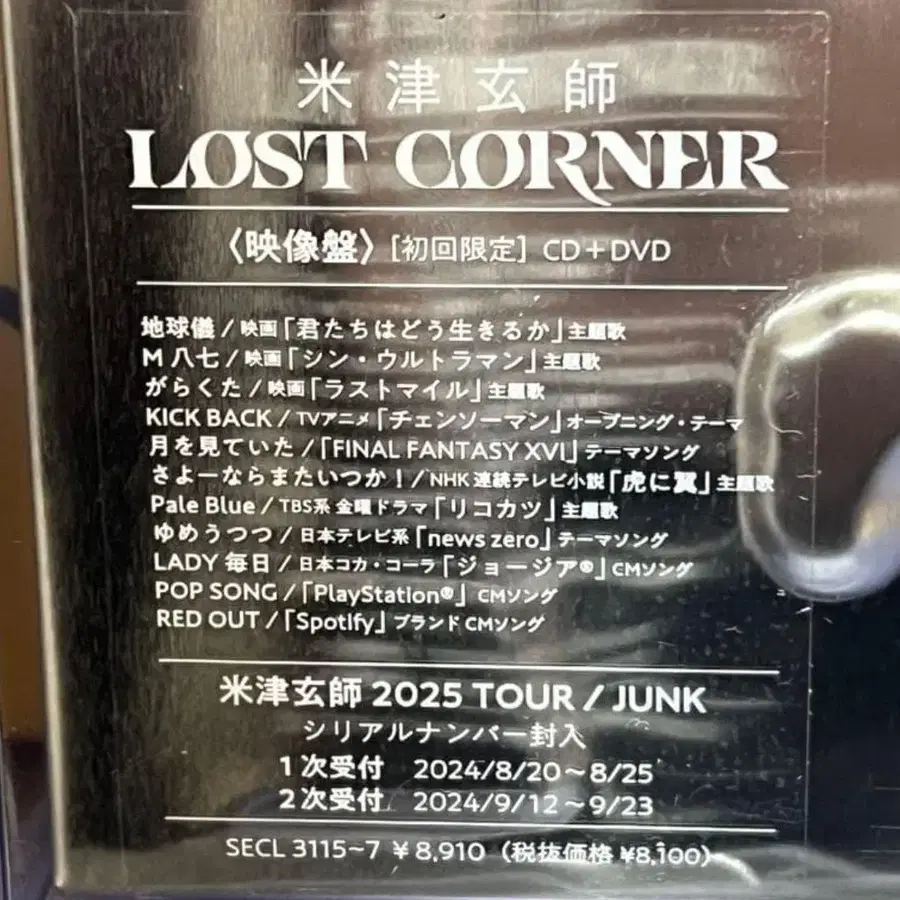 米津玄師
LOST CORNER
〈映像盤〉[初回限定] CD+DVD
地球儀/映画「君たちはどう生きるか」主題歌
M八七/映画「シン・ウルトラマン」主題歌
がらくた/映画「ラストマイル」主題歌
KICK BACK/TVアニメ「チェンソーマン」オープニング・テーマ
月を見ていた/「FINAL FANTASY XVI」テーマソング
さよーならまたいつか!/NHK連続テレビ小説「虎に翼」主題歌
Pale Blue/TBS系 金曜ドラマ「リコカツ」主題歌
ゆめうつつ/日本テレビ系「news zero」テーマソング
LADY 毎日/日本コカ・コーラ「ジョージア®」CMソング
POP SONG/「PlayStation®」CMソング
RED OUT/「Spotify」ブランドCMソング
米津玄師 2025 TOUR / JUNK
シリアルナンバー封入
1次受付 2024/8/20~8/25
2次受付 2024/9/12~9/23
SECL 3115~7 ¥8,910 (税抜価格 ¥8,100)